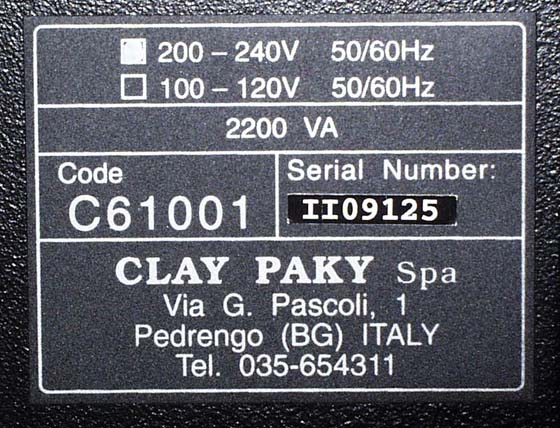 200 – 240V 50/60Hz
100 – 120V 50/60Hz
2200 VA
Code
C61001
Serial Number:
II09125
CLAY PAKY Spa
Via G. Pascoli, 1
Pedrengo (BG) ITALY
Tel. 035-654311